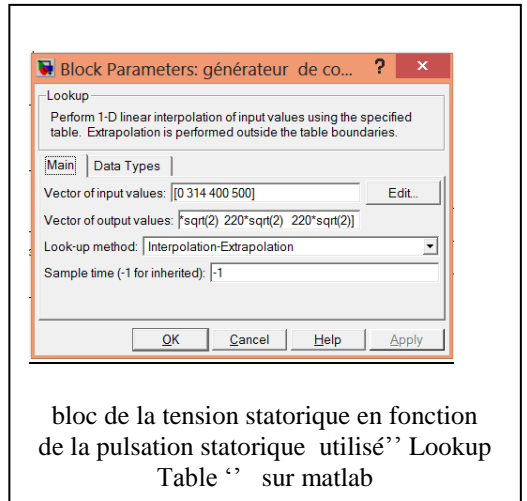 Block Parameters: générateur de co... ? ×
Lookup
Perform 1-D linear interpolation of input values using the specified
table. Extrapolation is performed outside the table boundaries.
Main Data Types
Vector of input values: [0 314 400 500] Edit...
Vector of output values: *sqrt(2) 220*sqrt(2) 220*sqrt(2)]
Look-up method: Interpolation-Extrapolation
Sample time (-1 for inherited): -1
OK Cancel Help Apply
bloc de la tension statorique en fonction
de la pulsation statorique utilisé’’ Lookup
Table ‘’ sur matlab